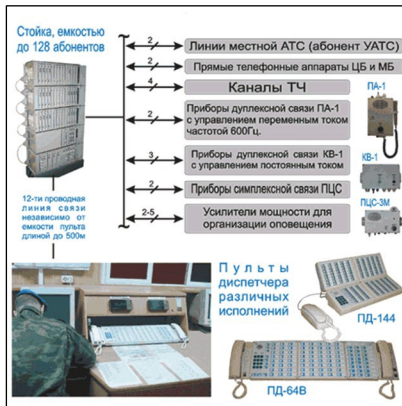 Стойка, емкостью
до 128 абонентов
2
Линии местной АТС (абонент УАТС)
2
Прямые телефонные аппараты ЦБ и МБ
4
Каналы ТЧ
ПА-1
2
Приборы дуплексной связи ПА-1
с управлением переменным током
частотой 600Гц.
3
Приборы дуплексной связи КВ-1
с управлением постоянным током
КВ-1
2
Приборы симплексной связи ПЦС
ПЦС-3М
2-5
Усилители мощности для
организации оповещения
12-ти проводная
линия связи
независимо от
емкости пульта
длиной до 500м
Пульты
диспетчера
различных
исполнений
ПД-144
ПД-64В